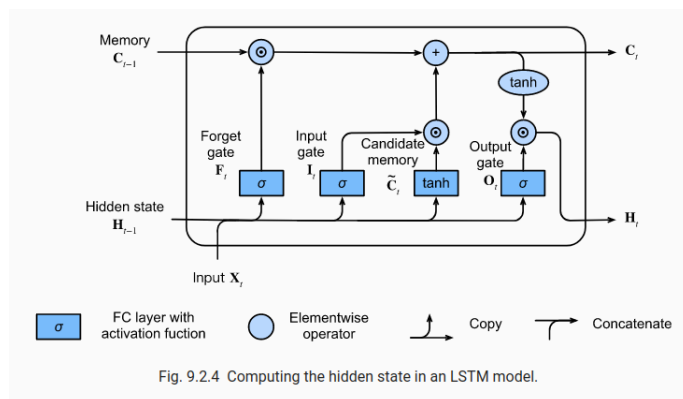 Memory
C_{t-1}
C_t
tanh
Forget
gate
F_t
Input
gate
I_t
Candidate
memory
C̃_t
Output
gate
O_t
σ
σ
tanh
σ
Hidden state
H_{t-1}
H_t
Input X_t
σ
FC layer with
activation fuction
Elementwise
operator
Copy
Concatenate
Fig. 9.2.4 Computing the hidden state in an LSTM model.